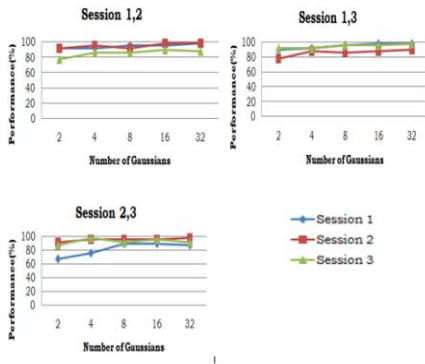 Session 1,2
Performance(%)
100
80
60
40
20
0
2 4 8 16 32
Number of Gaussians
Session 1,3
Performance(%)
100
80
60
40
20
0
2 4 8 16 32
Number of Gaussians
Session 2,3
Performance(%)
100
80
60
40
20
0
2 4 8 16 32
Number of Gaussians
Session 1
Session 2
Session 3